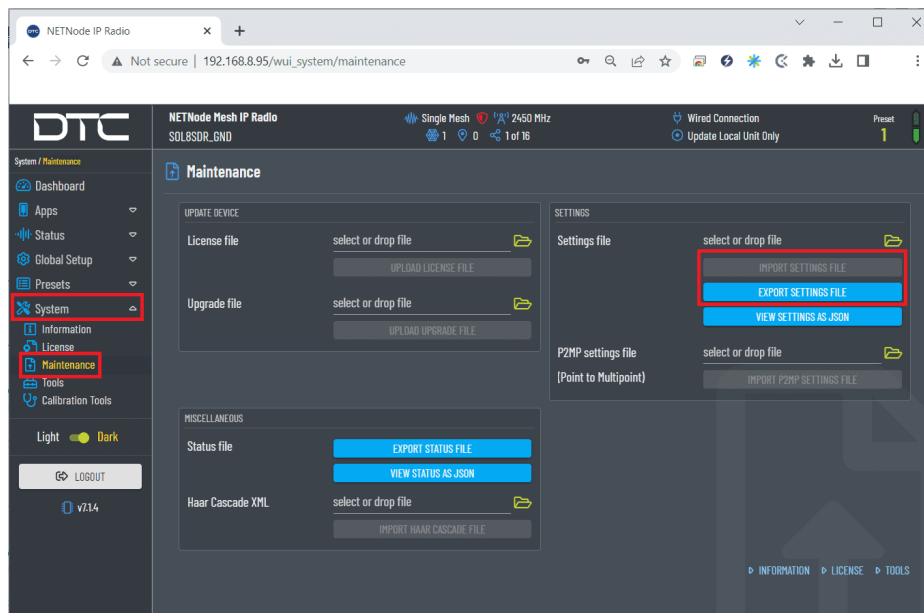 DTC NETNode IP Radio
Not secure | 192.168.8.95/wui_system/maintenance
DTC
NETNode Mesh IP Radio
SOL8SDR_GND
Single Mesh 2450 MHz
1 0 1 of 16
Wired Connection
Update Local Unit Only
Preset
1
System / Maintenance
Dashboard
Apps
Status
Global Setup
Presets
System
Information
License
Maintenance
Tools
Calibration Tools
Light Dark
LOGOUT
v7.1.4
Maintenance
UPDATE DEVICE
License file select or drop file
UPLOAD LICENSE FILE
Upgrade file select or drop file
UPLOAD UPGRADE FILE
SETTINGS
Settings file select or drop file
IMPORT SETTINGS FILE
EXPORT SETTINGS FILE
VIEW SETTINGS AS JSON
P2MP settings file select or drop file
(Point to Multipoint) IMPORT P2MP SETTINGS FILE
MISCELLANEOUS
Status file EXPORT STATUS FILE
VIEW STATUS AS JSON
Haar Cascade XML select or drop file
IMPORT HAAR CASCADE FILE
INFORMATION LICENSE TOOLS